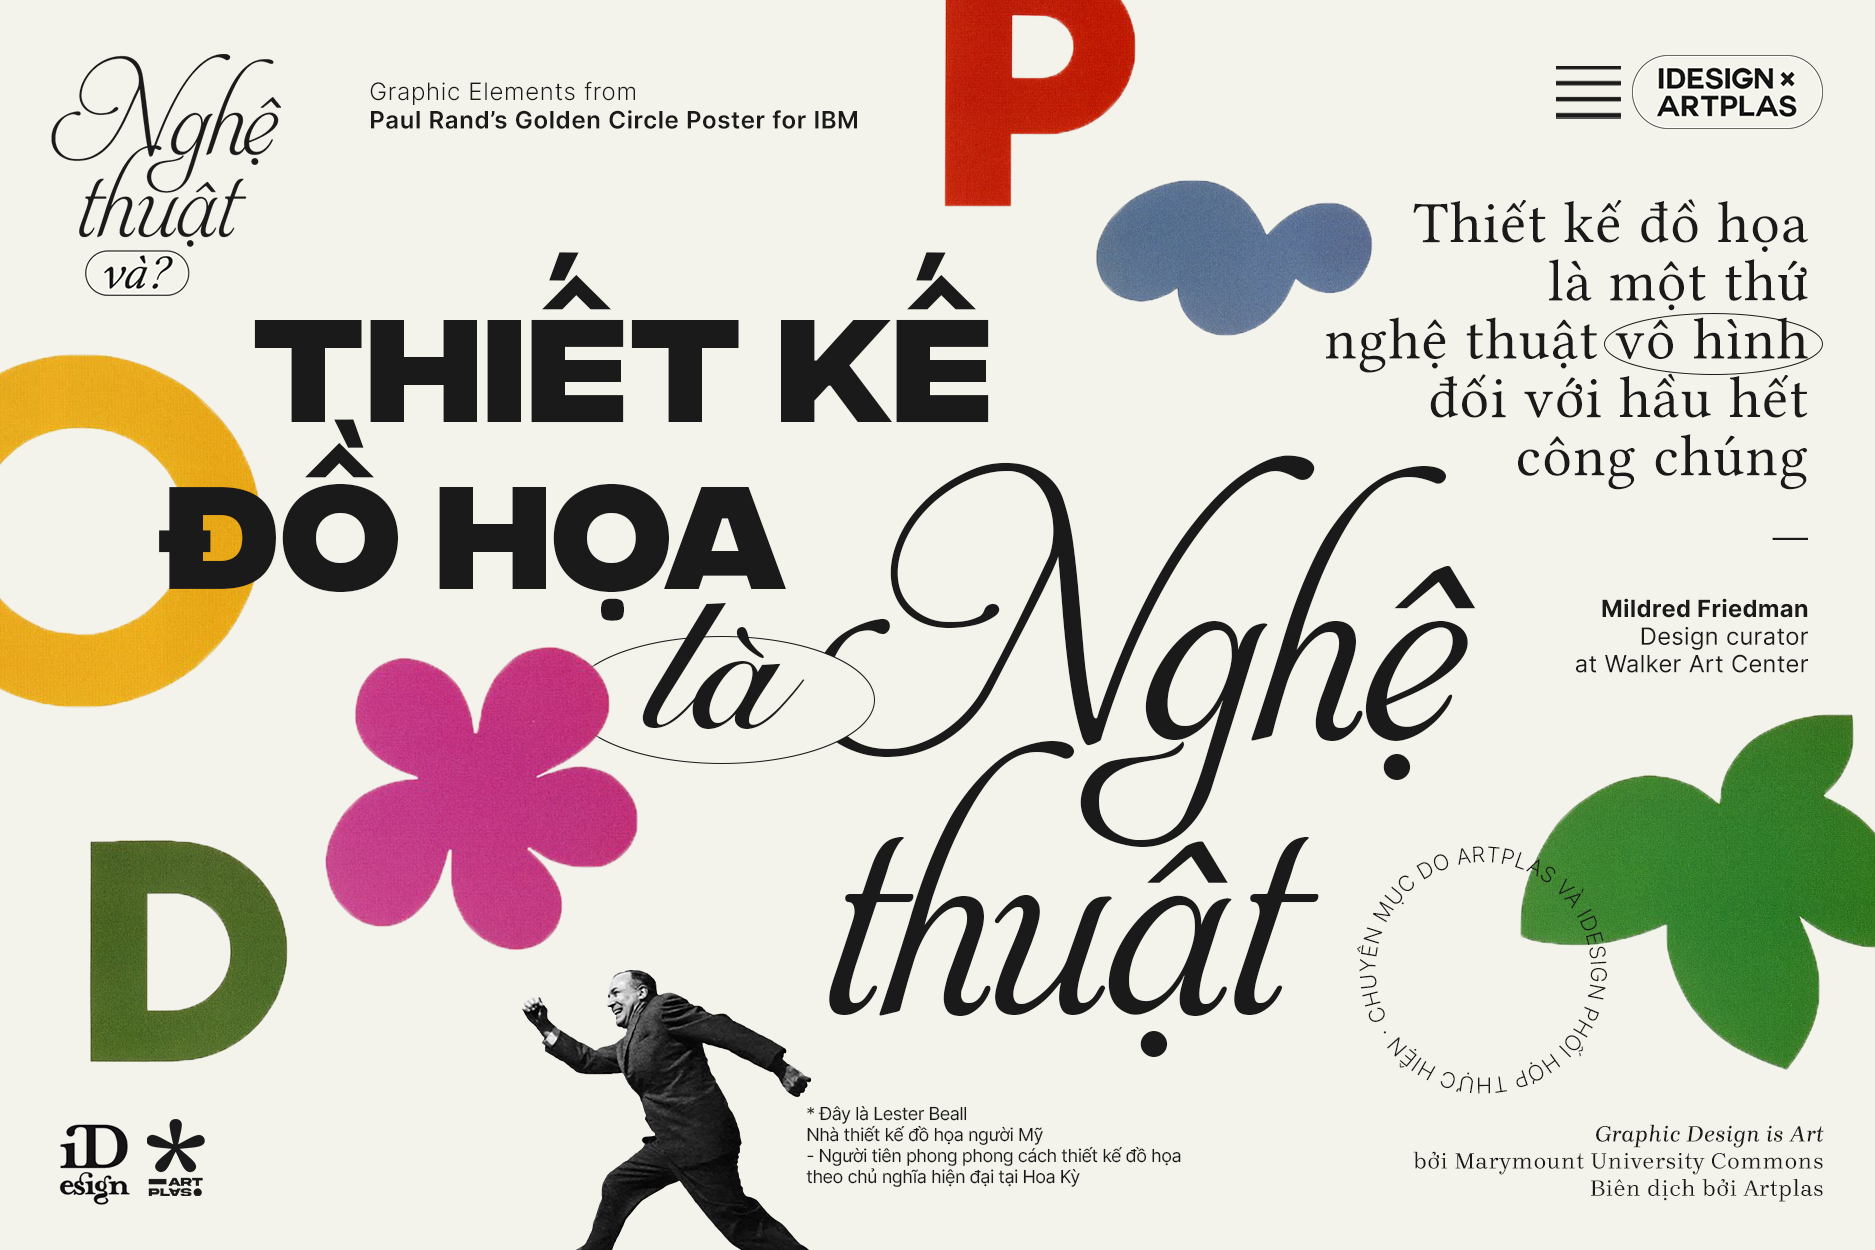 Nghệ
thuật
và?
Graphic Elements from
Paul Rand's Golden Circle Poster for IBM
P
IDESIGN ×
ARTPLAS
Thiết kế đồ họa
là một thứ
nghệ thuật vô hình
đối với hầu hết
công chúng
—
Mildred Friedman
Design curator
at Walker Art Center
THIẾT KẾ
ĐỒ HỌA
là Nghệ
thuật
O
D
CHUYÊN MỤC DO ARTPLAS VÀ IDESIGN PHỐI HỢP THỰC HIỆN ·
* Đây là Lester Beall
Nhà thiết kế đồ họa người Mỹ
- Người tiên phong phong cách thiết kế đồ họa
theo chủ nghĩa hiện đại tại Hoa Kỳ
iD
esign
ART
PLAS
Graphic Design is Art
bởi Marymount University Commons
Biên dịch bởi Artplas